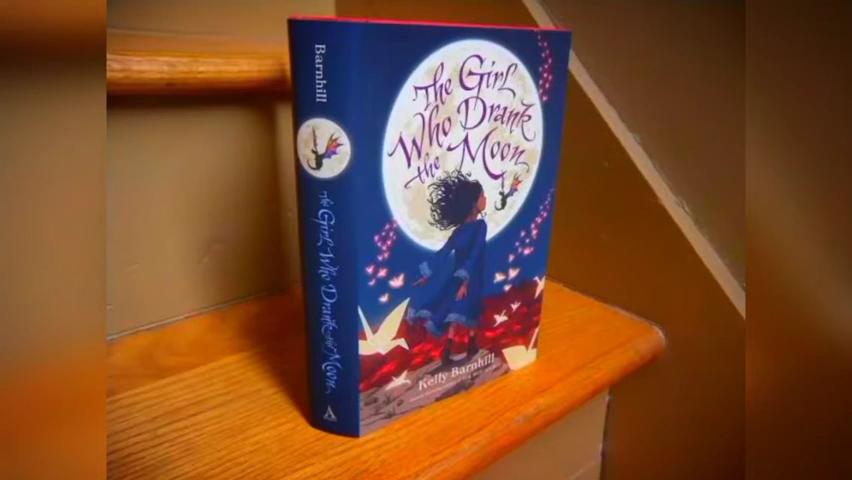 Barnhill
The Girl Who Drank the Moon
The Girl
Who Drank
the Moon
Kelly Barnhill